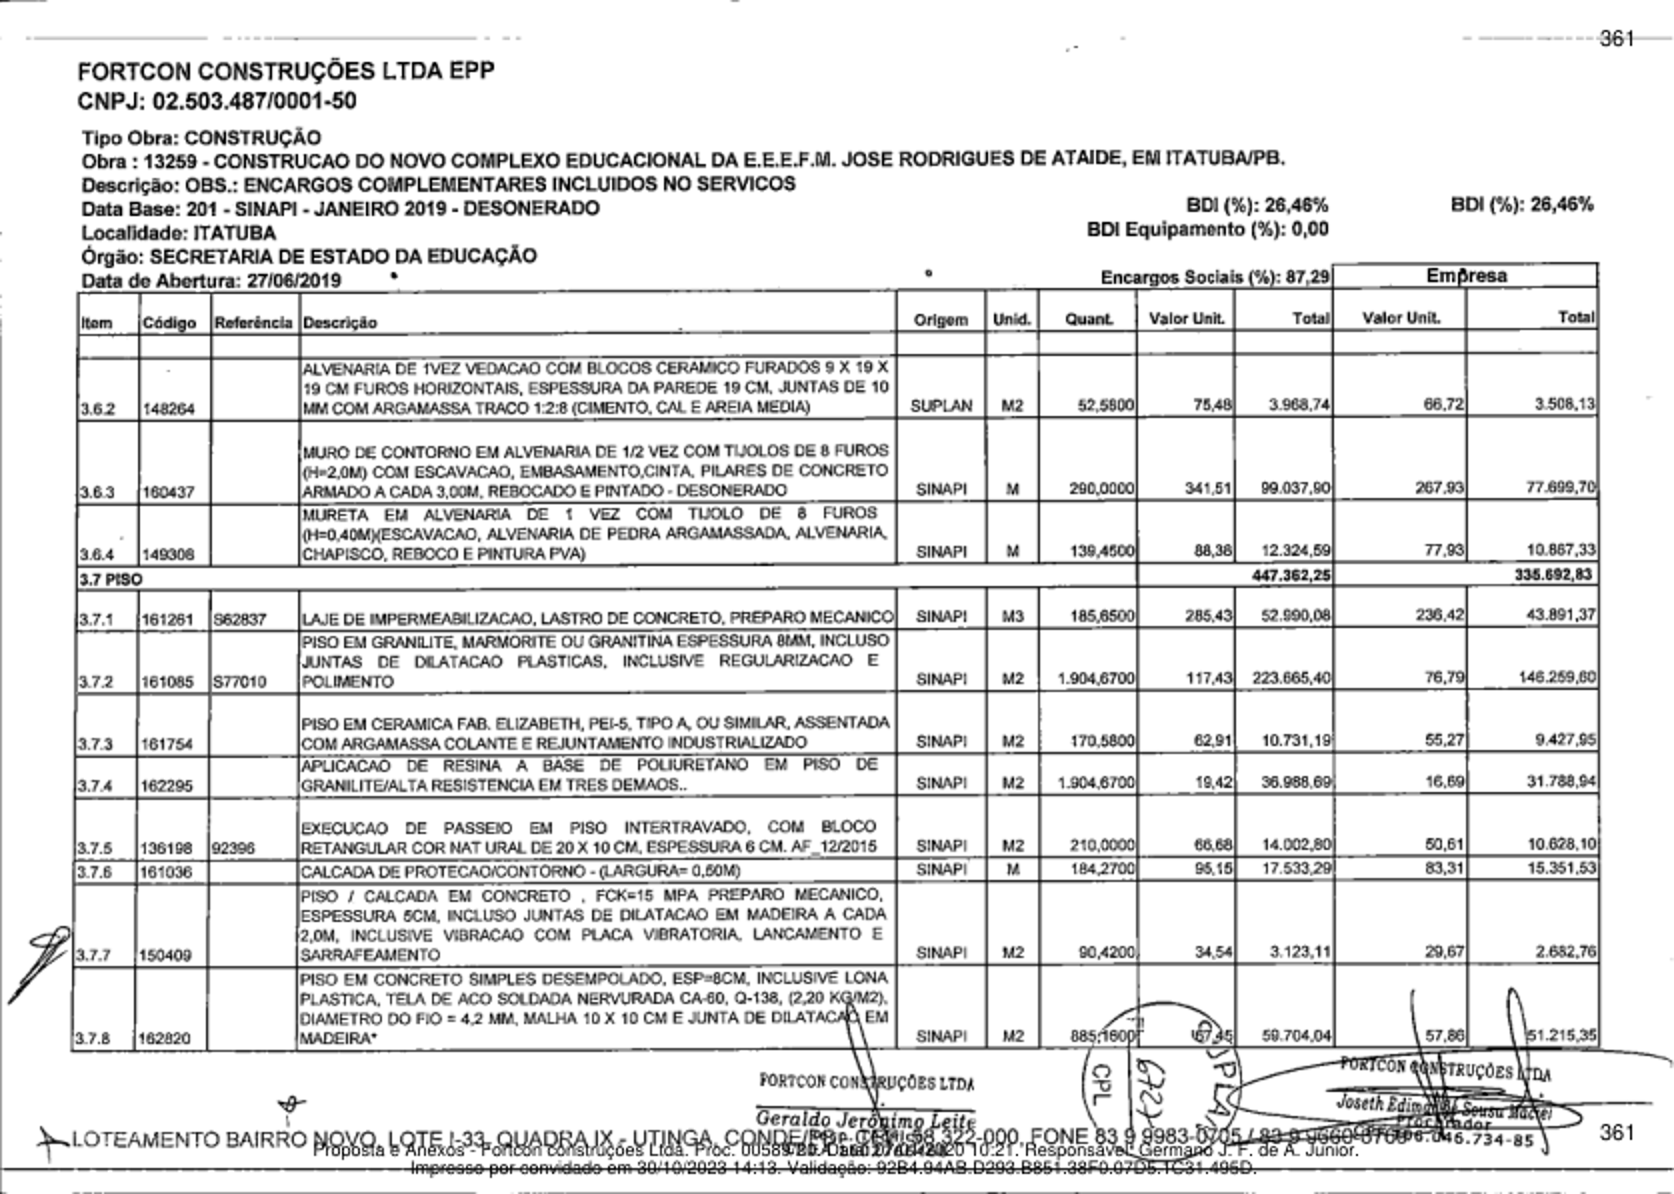 361
FORTCON CONSTRUÇÕES LTDA EPP
CNPJ: 02.503.487/0001-50
Tipo Obra: CONSTRUÇÃO
Obra : 13259 - CONSTRUCAO DO NOVO COMPLEXO EDUCACIONAL DA E.E.E.F.M. JOSE RODRIGUES DE ATAIDE, EM ITATUBA/PB.
Descrição: OBS.: ENCARGOS COMPLEMENTARES INCLUIDOS NO SERVICOS
Data Base: 201 - SINAPI - JANEIRO 2019 - DESONERADO BDI (%): 26,46% BDI (%): 26,46%
Localidade: ITATUBA BDI Equipamento (%): 0,00
Órgão: SECRETARIA DE ESTADO DA EDUCAÇÃO
Data de Abertura: 27/06/2019 Encargos Sociais (%): 87,29 Empresa
Item Código Referência Descrição Origem Unid. Quant. Valor Unit. Total Valor Unit. Total
ALVENARIA DE 1VEZ VEDACAO COM BLOCOS CERAMICO FURADOS 9 X 19 X
19 CM FUROS HORIZONTAIS, ESPESSURA DA PAREDE 19 CM, JUNTAS DE 10
3.6.2 148264 MM COM ARGAMASSA TRACO 1:2:8 (CIMENTO, CAL E AREIA MEDIA) SUPLAN M2 52,5800 75,48 3.968,74 66,72 3.508,13
MURO DE CONTORNO EM ALVENARIA DE 1/2 VEZ COM TIJOLOS DE 8 FUROS
(H=2,0M) COM ESCAVACAO, EMBASAMENTO,CINTA, PILARES DE CONCRETO
3.6.3 160437 ARMADO A CADA 3,00M, REBOCADO E PINTADO - DESONERADO SINAPI M 290,0000 341,51 99.037,90 267,93 77.699,70
MURETA EM ALVENARIA DE 1 VEZ COM TIJOLO DE 8 FUROS
(H=0,40M)(ESCAVACAO, ALVENARIA DE PEDRA ARGAMASSADA, ALVENARIA,
3.6.4 149306 CHAPISCO, REBOCO E PINTURA PVA) SINAPI M 139,4500 88,38 12.324,59 77,93 10.867,33
3.7 PISO 447.362,25 335.692,83
3.7.1 161261 S62837 LAJE DE IMPERMEABILIZACAO, LASTRO DE CONCRETO, PREPARO MECANICO SINAPI M3 185,6500 285,43 52.990,08 236,42 43.891,37
PISO EM GRANILITE, MARMORITE OU GRANITINA ESPESSURA 8MM, INCLUSO
JUNTAS DE DILATACAO PLASTICAS, INCLUSIVE REGULARIZACAO E
3.7.2 161085 S77010 POLIMENTO SINAPI M2 1.904,6700 117,43 223.665,40 76,79 146.259,60
PISO EM CERAMICA FAB. ELIZABETH, PEI-5, TIPO A, OU SIMILAR, ASSENTADA
3.7.3 161754 COM ARGAMASSA COLANTE E REJUNTAMENTO INDUSTRIALIZADO SINAPI M2 170,5800 62,91 10.731,19 55,27 9.427,95
APLICACAO DE RESINA A BASE DE POLIURETANO EM PISO DE
3.7.4 162295 GRANILITE/ALTA RESISTENCIA EM TRES DEMAOS.. SINAPI M2 1.904,6700 19,42 36.988,69 16,69 31.788,94
EXECUCAO DE PASSEIO EM PISO INTERTRAVADO, COM BLOCO
3.7.5 136198 92396 RETANGULAR COR NAT URAL DE 20 X 10 CM, ESPESSURA 6 CM. AF_12/2015 SINAPI M2 210,0000 66,68 14.002,80 50,61 10.628,10
3.7.6 161036 CALCADA DE PROTECAO/CONTORNO - (LARGURA= 0,50M) SINAPI M 184,2700 95,15 17.533,29 83,31 15.351,53
PISO / CALCADA EM CONCRETO , FCK=15 MPA PREPARO MECANICO,
ESPESSURA 5CM, INCLUSO JUNTAS DE DILATACAO EM MADEIRA A CADA
2,0M, INCLUSIVE VIBRACAO COM PLACA VIBRATORIA, LANCAMENTO E
3.7.7 150409 SARRAFEAMENTO SINAPI M2 90,4200 34,54 3.123,11 29,67 2.682,76
PISO EM CONCRETO SIMPLES DESEMPOLADO, ESP=8CM, INCLUSIVE LONA
PLASTICA, TELA DE ACO SOLDADA NERVURADA CA-60, Q-138, (2,20 KG/M2),
DIAMETRO DO FIO = 4,2 MM, MALHA 10 X 10 CM E JUNTA DE DILATACAO EM
3.7.8 162820 MADEIRA* SINAPI M2 885,1600 67,45 59.704,04 57,86 51.215,35
FORTCON CONSTRUÇÕES LTDA
Geraldo Jerônimo Leite
SUPLAN
CPL
FORTCON CONSTRUÇÕES LTDA
Joseth Edimar de Sousa Maciel
Procurador
.046.734-85
LOTEAMENTO BAIRRO NOVO, LOTE I-33, QUADRA IX - UTINGA, CONDE/PB - CEP: 58.322-000, FONE 83 9 9983-0705 / 83 9
361
Proposta e Anexos - Fortcon construções Ltda. Proc. 00589/20. 10:21. Responsável: Germano J. F. de A. Junior.
Impresso por convidado em 30/10/2023 14:13. Validação: 92B4.94AB.D293.B851.38F0.07D5.TC31.495D.